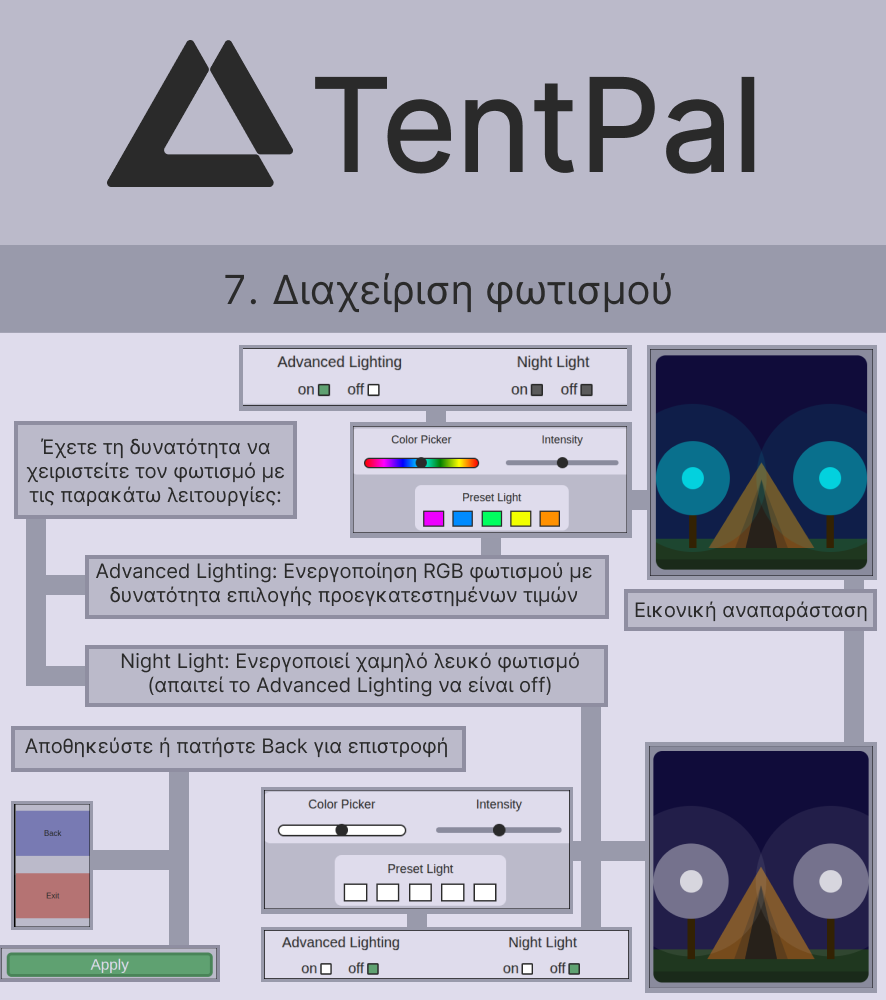 TentPal
7. Διαχείριση φωτισμού
Advanced Lighting
on off
Night Light
on off
Έχετε τη δυνατότητα να
χειριστείτε τον φωτισμό με
τις παρακάτω λειτουργίες:
Color Picker
Intensity
Preset Light
Advanced Lighting: Ενεργοποίηση RGB φωτισμού με
δυνατότητα επιλογής προεγκατεστημένων τιμών
Εικονική αναπαράσταση
Night Light: Ενεργοποιεί χαμηλό λευκό φωτισμό
(απαιτεί το Advanced Lighting να είναι off)
Αποθηκεύστε ή πατήστε Back για επιστροφή
Back
Exit
Apply
Color Picker
Intensity
Preset Light
Advanced Lighting
on off
Night Light
on off